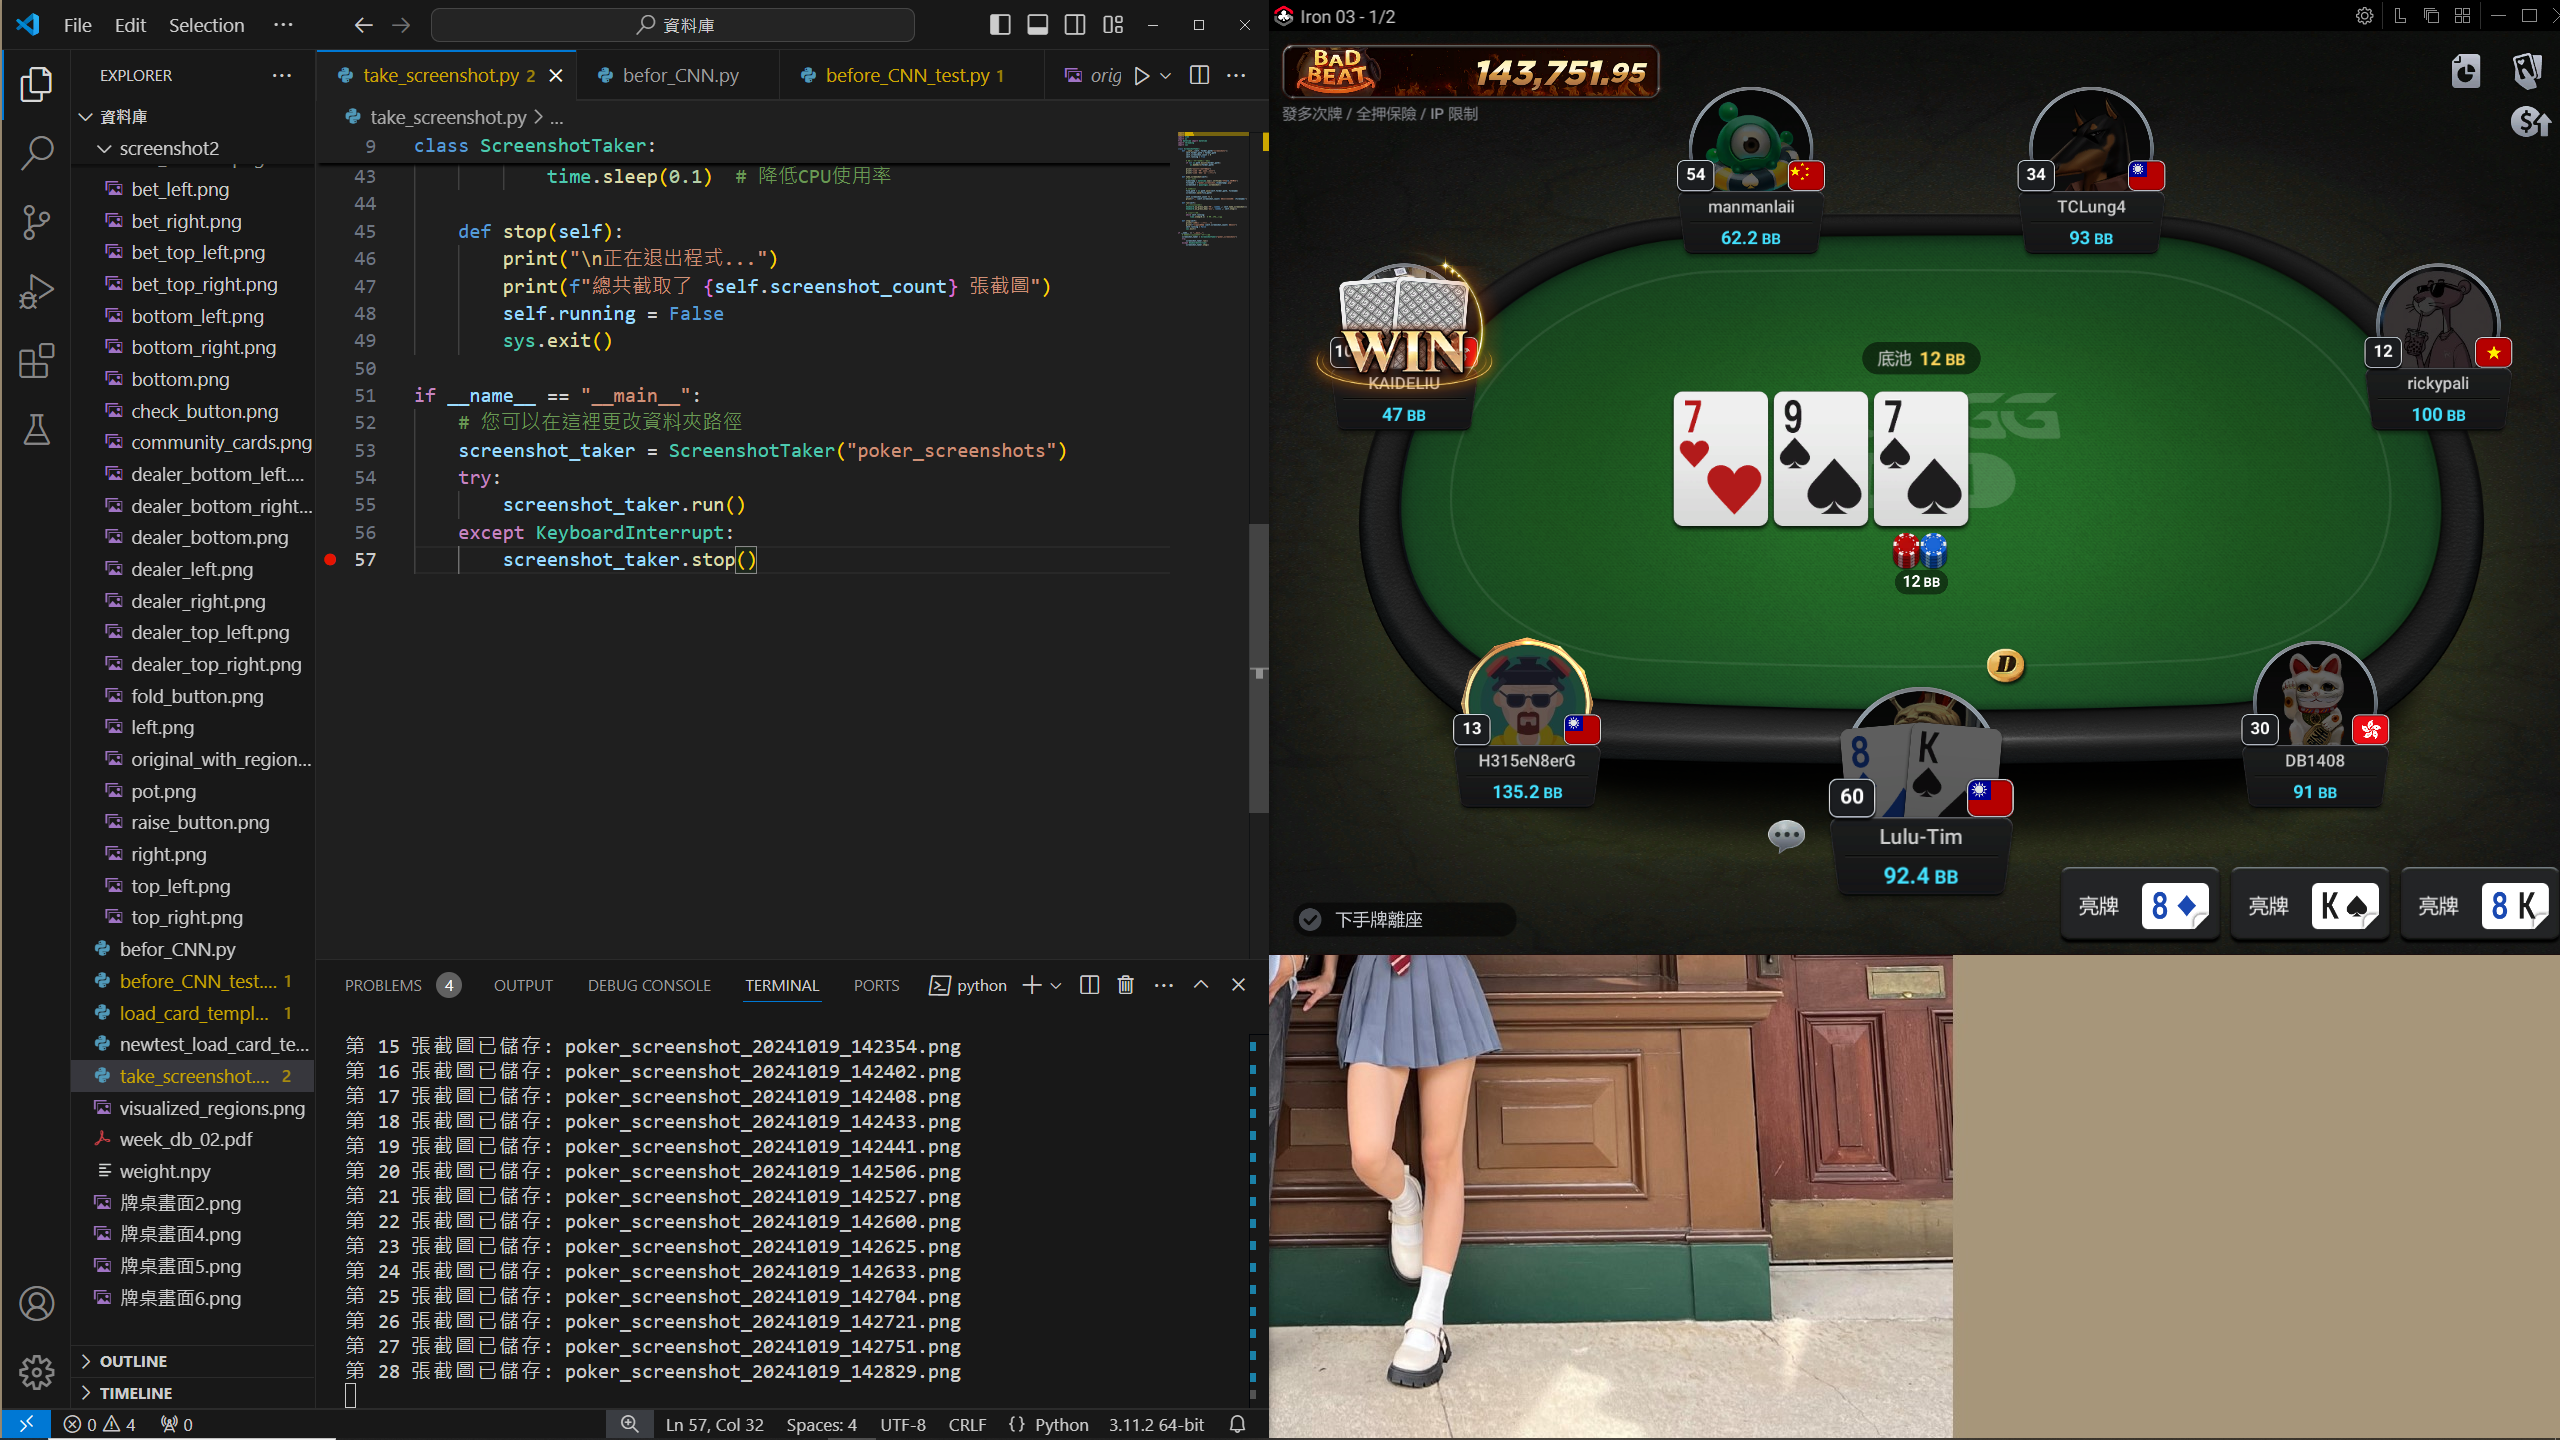 File Edit Selection ···
資料庫
EXPLORER ···
資料庫
screenshot2
bet_left.png
bet_right.png
bet_top_left.png
bet_top_right.png
bottom_left.png
bottom_right.png
bottom.png
check_button.png
community_cards.png
dealer_bottom_left....
dealer_bottom_right...
dealer_bottom.png
dealer_left.png
dealer_right.png
dealer_top_left.png
dealer_top_right.png
fold_button.png
left.png
original_with_region...
pot.png
raise_button.png
right.png
top_left.png
top_right.png
befor_CNN.py
before_CNN_test.... 1
load_card_templ... 1
newtest_load_card_te...
take_screenshot.... 2
visualized_regions.png
week_db_02.pdf
weight.npy
牌桌畫面2.png
牌桌畫面4.png
牌桌畫面5.png
牌桌畫面6.png
OUTLINE
TIMELINE
take_screenshot.py 2
befor_CNN.py
before_CNN_test.py 1
orig
take_screenshot.py > ...
9 class ScreenshotTaker:
43 time.sleep(0.1) # 降低CPU使用率
44
45 def stop(self):
46 print("\n正在退出程式...")
47 print(f"總共截取了 {self.screenshot_count} 張截圖")
48 self.running = False
49 sys.exit()
50
51 if __name__ == "__main__":
52 # 您可以在這裡更改資料夾路徑
53 screenshot_taker = ScreenshotTaker("poker_screenshots")
54 try:
55 screenshot_taker.run()
56 except KeyboardInterrupt:
57 screenshot_taker.stop()
PROBLEMS 4 OUTPUT DEBUG CONSOLE TERMINAL PORTS python
第 15 張截圖已儲存: poker_screenshot_20241019_142354.png
第 16 張截圖已儲存: poker_screenshot_20241019_142402.png
第 17 張截圖已儲存: poker_screenshot_20241019_142408.png
第 18 張截圖已儲存: poker_screenshot_20241019_142433.png
第 19 張截圖已儲存: poker_screenshot_20241019_142441.png
第 20 張截圖已儲存: poker_screenshot_20241019_142506.png
第 21 張截圖已儲存: poker_screenshot_20241019_142527.png
第 22 張截圖已儲存: poker_screenshot_20241019_142600.png
第 23 張截圖已儲存: poker_screenshot_20241019_142625.png
第 24 張截圖已儲存: poker_screenshot_20241019_142633.png
第 25 張截圖已儲存: poker_screenshot_20241019_142704.png
第 26 張截圖已儲存: poker_screenshot_20241019_142721.png
第 27 張截圖已儲存: poker_screenshot_20241019_142751.png
第 28 張截圖已儲存: poker_screenshot_20241019_142829.png
0 4 0
Ln 57, Col 32 Spaces: 4 UTF-8 CRLF {} Python 3.11.2 64-bit
Iron 03 - 1/2
BAD BEAT 143,751.95
發多次牌 / 全押保險 / IP 限制
54
manmanlaii
62.2 BB
34
TCLung4
93 BB
WIN
KAIDELIU
47 BB
12
rickypali
100 BB
底池 12 BB
7 9 7
12 BB
D
13
H315eN8erG
135.2 BB
8 K
60
Lulu-Tim
92.4 BB
30
DB1408
91 BB
下手牌離座
亮牌 8
亮牌 K
亮牌 8 K